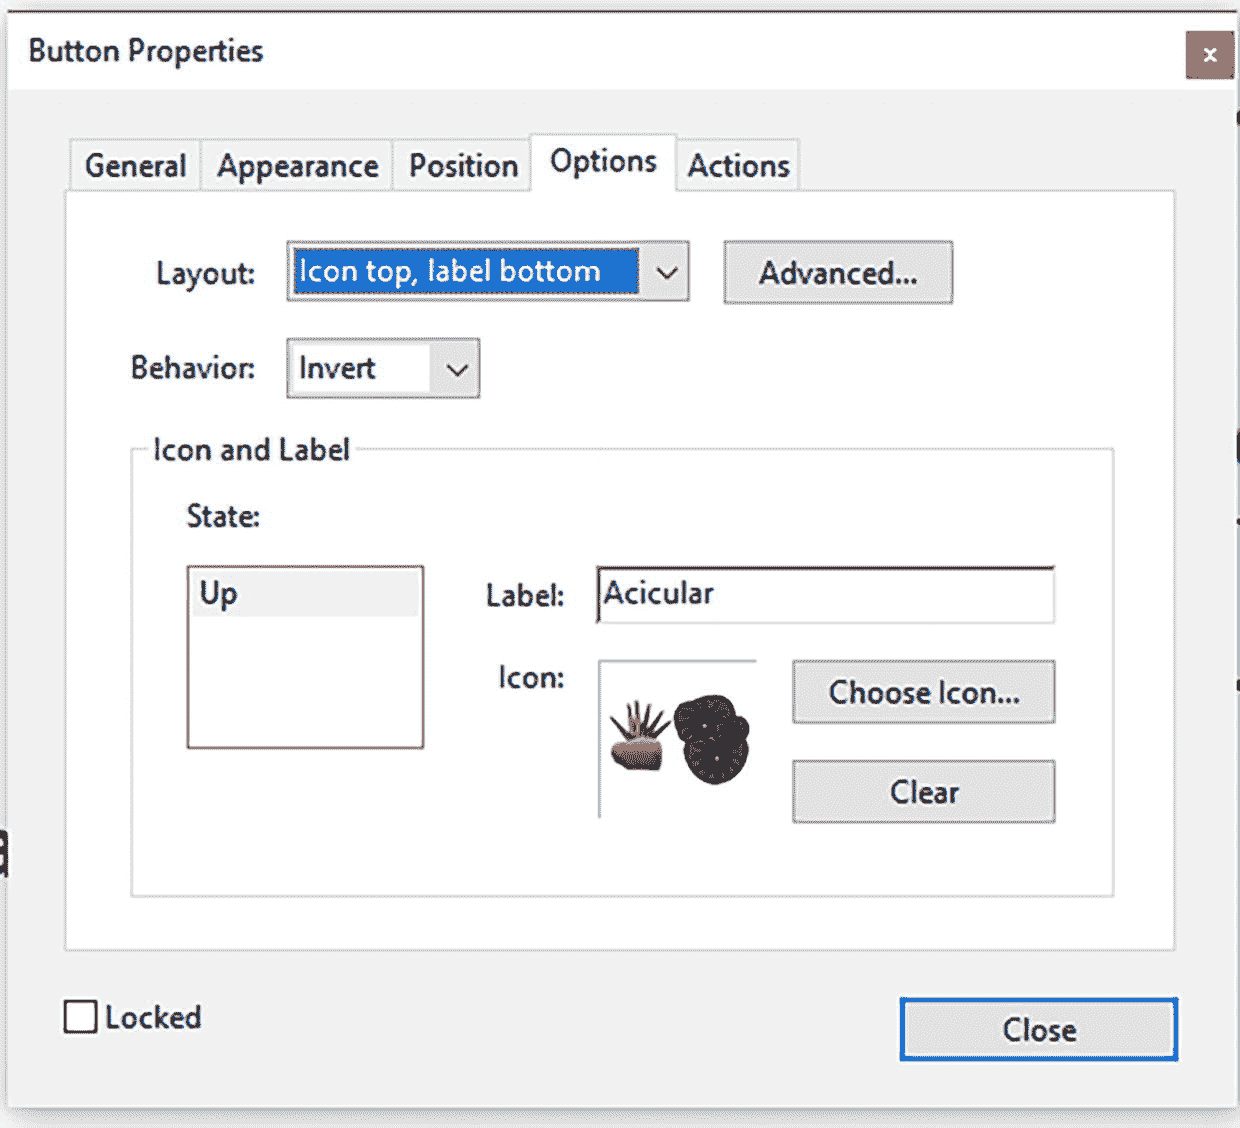 Button Properties
x
General Appearance Position Options Actions
Layout: Icon top, label bottom Advanced...
Behavior: Invert
Icon and Label
State:
Up
Label: Acicular
Icon: Choose Icon...
Clear
Locked
Close